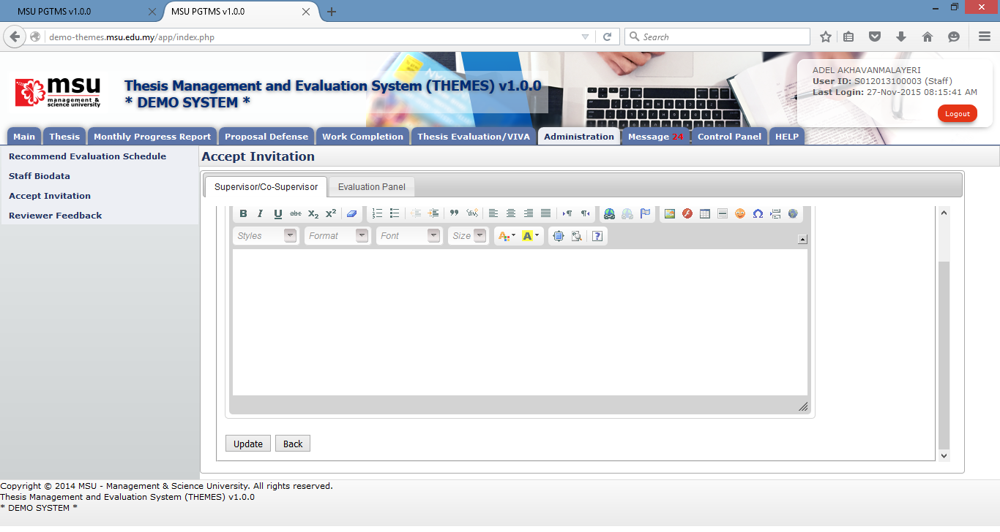 MSU PGTMS v1.0.0
MSU PGTMS v1.0.0
demo-themes.msu.edu.my/app/index.php
Search
msu
management &
science university
Thesis Management and Evaluation System (THEMES) v1.0.0
* DEMO SYSTEM *
ADEL AKHAVANMALAYERI
User ID: S012013100003 (Staff)
Last Login: 27-Nov-2015 08:15:41 AM
Logout
Main Thesis Monthly Progress Report Proposal Defense Work Completion Thesis Evaluation/VIVA Administration Message 24 Control Panel HELP
Recommend Evaluation Schedule
Staff Biodata
Accept Invitation
Reviewer Feedback
Accept Invitation
Supervisor/Co-Supervisor Evaluation Panel
B I U abc X₂ X²
Styles Format Font Size A A ?
Update Back
Copyright © 2014 MSU - Management & Science University. All rights reserved.
Thesis Management and Evaluation System (THEMES) v1.0.0
* DEMO SYSTEM *